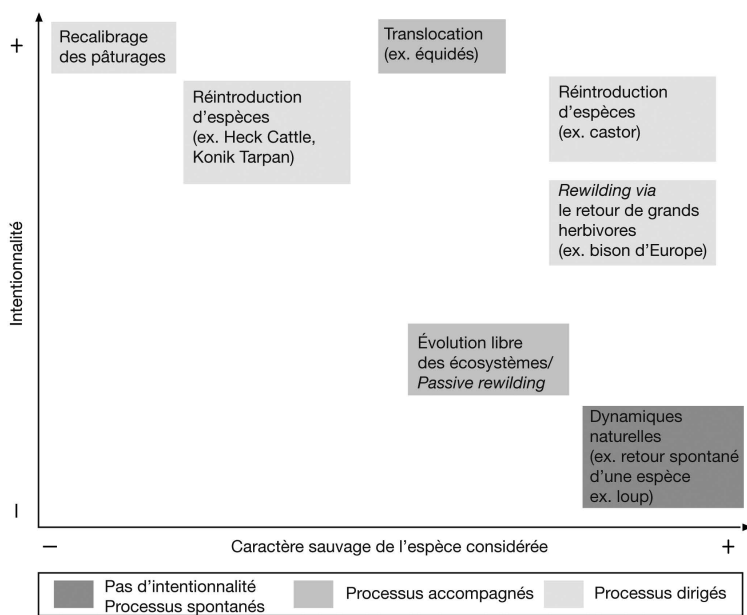 +
Recalibrage
des pâturages
Translocation
(ex. équidés)
Réintroduction
d’espèces
(ex. Heck Cattle,
Konik Tarpan)
Réintroduction
d’espèces
(ex. castor)
Rewilding via
le retour de grands
herbivores
(ex. bison d’Europe)
Intentionnalité
Évolution libre
des écosystèmes/
Passive rewilding
Dynamiques
naturelles
(ex. retour spontané
d’une espèce
ex. loup)
–
–
Caractère sauvage de l’espèce considérée
+
Pas d’intentionnalité
Processus spontanés
Processus accompagnés
Processus dirigés